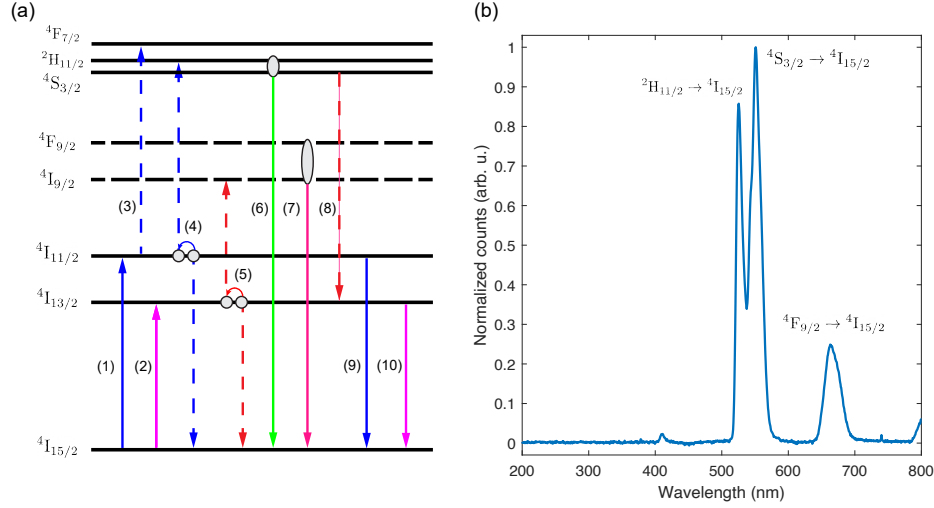 (a)
⁴F₇/₂
²H₁₁/₂
⁴S₃/₂
⁴F₉/₂
⁴I₉/₂
⁴I₁₁/₂
⁴I₁₃/₂
⁴I₁₅/₂
(3)
(4)
(6)
(7)
(8)
(5)
(1)
(2)
(9)
(10)
(b)
Normalized counts (arb. u.)
1
0.9
0.8
0.7
0.6
0.5
0.4
0.3
0.2
0.1
0
⁴S₃/₂ → ⁴I₁₅/₂
²H₁₁/₂ → ⁴I₁₅/₂
⁴F₉/₂ → ⁴I₁₅/₂
200 300 400 500 600 700 800
Wavelength (nm)